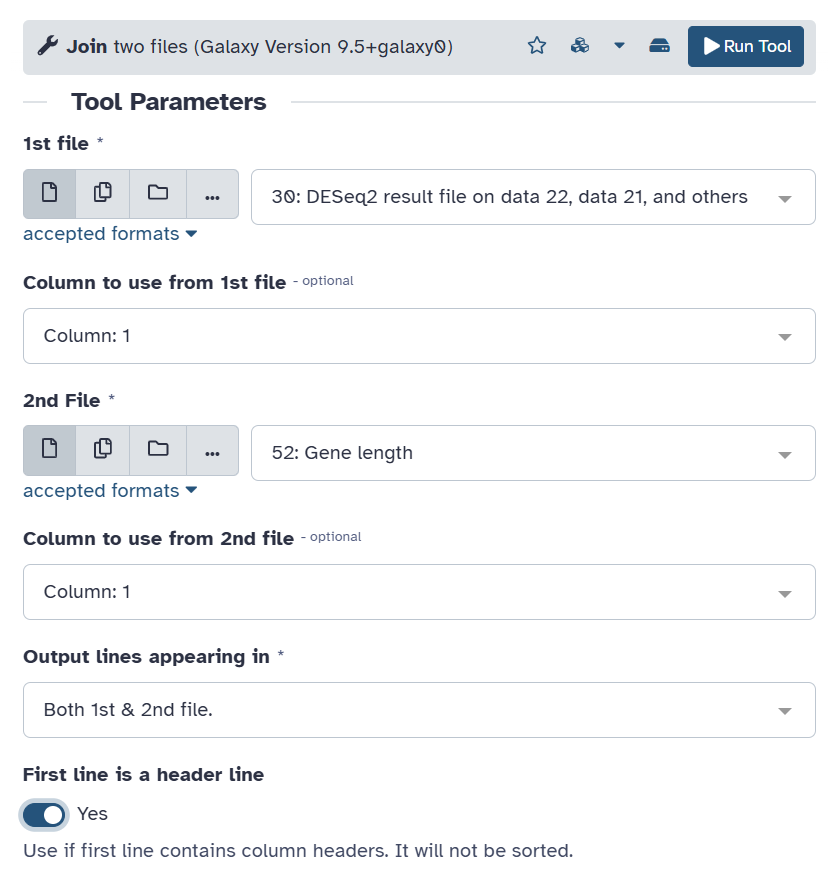 Join two files (Galaxy Version 9.5+galaxy0)
Run Tool
Tool Parameters
1st file *
...
30: DESeq2 result file on data 22, data 21, and others
accepted formats
Column to use from 1st file - optional
Column: 1
2nd File *
...
52: Gene length
accepted formats
Column to use from 2nd file - optional
Column: 1
Output lines appearing in *
Both 1st & 2nd file.
First line is a header line
Yes
Use if first line contains column headers. It will not be sorted.